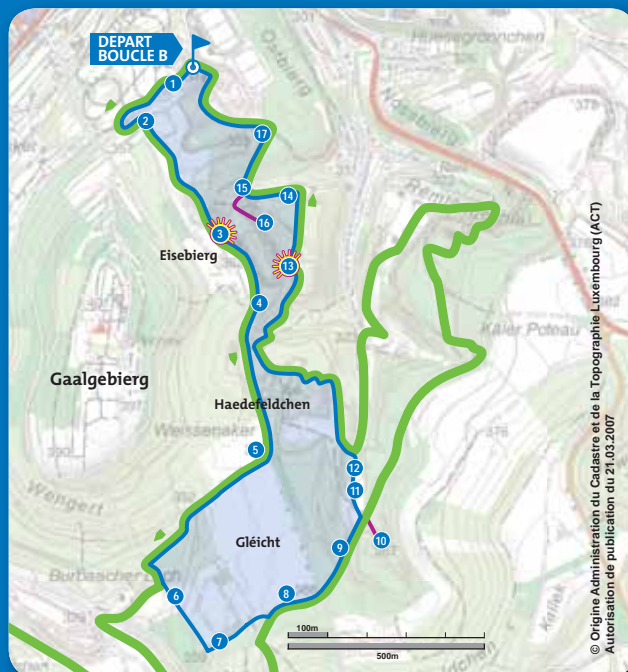 DEPART
BOUCLE B
1
2
17
15
14
16
3
Eisebierg
13
4
Gaalgebierg
Haedefeldchen
Weissenaker
5
12
11
Wengert
Gléicht
10
9
6
8
7
100m
500m
Ostbierg
Käler Poteau
378
© Origine Administration du Cadastre et de la Topographie Luxembourg (ACT)
Autorisation de publication du 21.03.2007